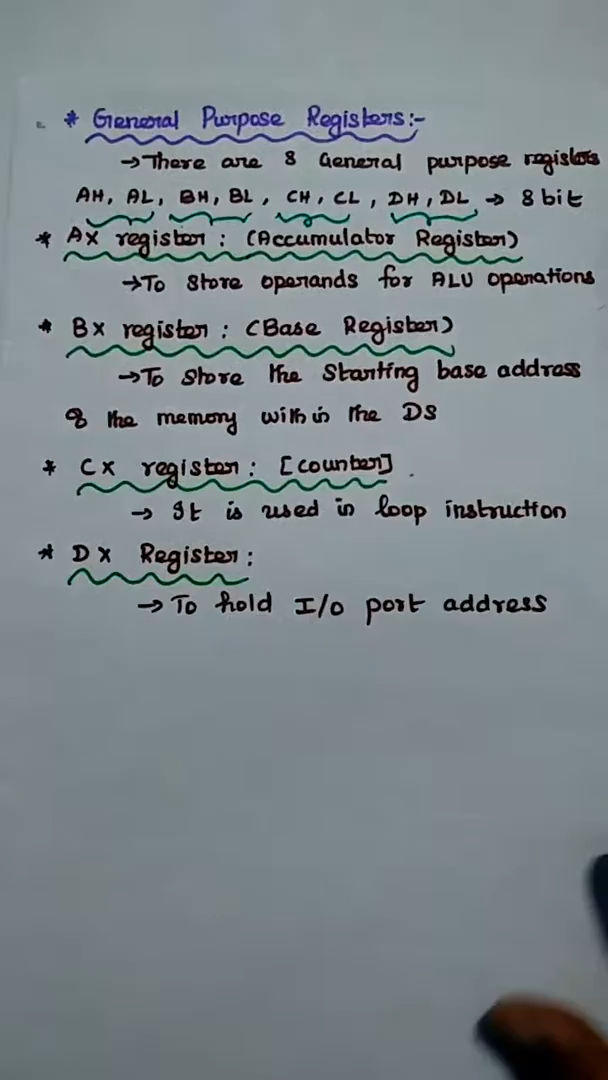 * General Purpose Registers:-
→There are 8 General purpose registers
AH, AL, BH, BL, CH, CL, DH, DL → 8 bit
* AX register : (Accumulator Register)
→To store operands for ALU operations
* BX register : (Base Register)
→To store the starting base address
of the memory with in the DS
* CX register : [counter]
→ It is used in loop instruction
* DX Register :
→ To hold I/O port address